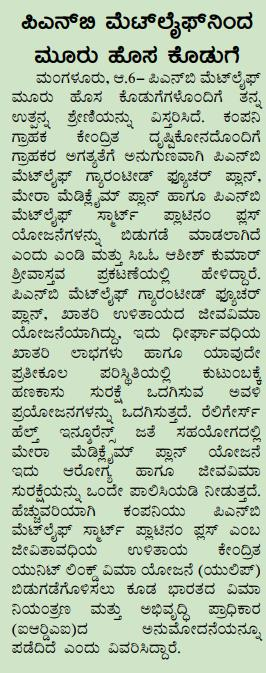 ಪಿಎನ್‌ಬಿ ಮೆಟ್‌ಲೈಫ್‌ನಿಂದ
ಮೂರು ಹೊಸ ಕೊಡುಗೆ
ಮಂಗಳೂರು, ಆ.6– ಪಿಎನ್‌ಬಿ ಮೆಟ್‌ಲೈಫ್
ಮೂರು ಹೊಸ ಕೊಡುಗೆಗಳೊಂದಿಗೆ ತನ್ನ
ಉತ್ಪನ್ನ ಶ್ರೇಣಿಯನ್ನು ವಿಸ್ತರಿಸಿದೆ. ಕಂಪನಿ
ಗ್ರಾಹಕ ಕೇಂದ್ರಿತ ದೃಷ್ಟಿಕೋನದೊಂದಿಗೆ
ಗ್ರಾಹಕರ ಅಗತ್ಯತೆಗೆ ಅನುಗುಣವಾಗಿ ಪಿಎನ್‌ಬಿ
ಮೆಟ್‌ಲೈಫ್ ಗ್ಯಾರಂಟೀಡ್ ಫ್ಯೂಚರ್ ಪ್ಲಾನ್,
ಮೇರಾ ಮೆಡಿಕ್ಲೈಮ್ ಪ್ಲಾನ್ ಹಾಗೂ ಪಿಎನ್‌ಬಿ
ಮೆಟ್‌ಲೈಫ್ ಸ್ಮಾರ್ಟ್ ಪ್ಲಾಟಿನಂ ಪ್ಲಸ್
ಯೋಜನೆಗಳನ್ನು ಬಿಡುಗಡೆ ಮಾಡಲಾಗಿದೆ
ಎಂದು ಎಂಡಿ ಮತ್ತು ಸಿಒಓ ಆಶೀಶ್ ಕುಮಾರ್
ಶ್ರೀವಾಸ್ತವ ಪ್ರಕಟಣೆಯಲ್ಲಿ ಹೇಳಿದ್ದಾರೆ.
ಪಿಎನ್‌ಬಿ ಮೆಟ್‌ಲೈಫ್ ಗ್ಯಾರಂಟೀಡ್ ಫ್ಯೂಚರ್
ಪ್ಲಾನ್, ಖಾತರಿ ಉಳಿತಾಯದ ಜೀವವಿಮಾ
ಯೋಜನೆಯಾಗಿದ್ದು, ಇದು ಧೀರ್ಘಾವಧಿಯ
ಖಾತರಿ ಲಾಭಗಳು ಹಾಗೂ ಯಾವುದೇ
ಪ್ರತೀಕೂಲ ಪರಿಸ್ಥಿತಿಯಲ್ಲಿ ಕುಟುಂಬಕ್ಕೆ
ಹಣಕಾಸು ಸುರಕ್ಷೆ ಒದಗಿಸುವ ಅವಳಿ
ಪ್ರಯೋಜನಗಳನ್ನು ಒದಗಿಸುತ್ತದೆ. ರೆಲಿಗೇರ್ಸ್
ಹೆಲ್ತ್ ಇನ್ಶೂರೆನ್ಸ್ ಜತೆ ಸಹಯೋಗದಲ್ಲಿ
ಮೇರಾ ಮೆಡಿಕ್ಲೈಮ್ ಪ್ಲಾನ್ ಯೋಜನೆ
ಇದು ಆರೋಗ್ಯ ಹಾಗೂ ಜೀವವಿಮಾ
ಸುರಕ್ಷೆಯನ್ನು ಒಂದೇ ಪಾಲಿಸಿಯಡಿ ನೀಡುತ್ತದೆ.
ಹೆಚ್ಚುವರಿಯಾಗಿ ಕಂಪನಿಯು ಪಿಎನ್‌ಬಿ
ಮೆಟ್‌ಲೈಫ್ ಸ್ಮಾರ್ಟ್ ಪ್ಲಾಟಿನಂ ಪ್ಲಸ್ ಎಂಬ
ಜೀವಿತಾವಧಿಯ ಉಳಿತಾಯ ಕೇಂದ್ರಿತ
ಯುನಿಟ್ ಲಿಂಕ್ಡ್ ವಿಮಾ ಯೋಜನೆ (ಯುಲಿಪ್)
ಬಿಡುಗಡೆಗೊಳಿಸಲು ಕೂಡ ಭಾರತದ ವಿಮಾ
ನಿಯಂತ್ರಣ ಮತ್ತು ಅಭಿವೃದ್ಧಿ ಪ್ರಾಧಿಕಾರ
(ಐಆರ್‌ಡಿಎಐ)ದ ಅನುಮೋದನೆಯನ್ನೂ
ಪಡೆದಿದೆ ಎಂದು ವಿವರಿಸಿದ್ದಾರೆ.